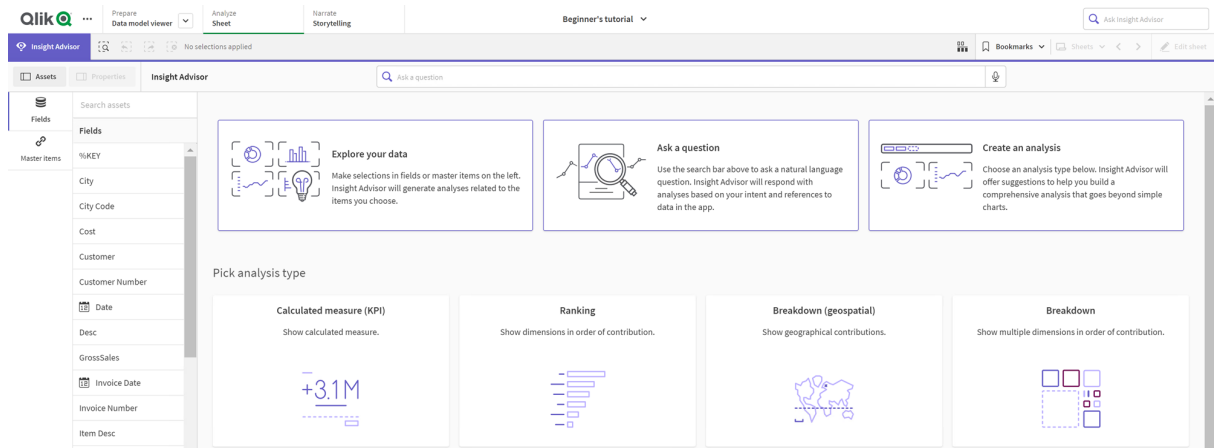 Qlik
Prepare
Data model viewer
Analyze
Sheet
Narrate
Storytelling
Beginner's tutorial
Ask Insight Advisor
Insight Advisor
No selections applied
Bookmarks
Sheets
Edit sheet
Assets
Properties
Insight Advisor
Ask a question
Fields
Master items
Search assets
Fields
%KEY
City
City Code
Cost
Customer
Customer Number
Date
Desc
GrossSales
Invoice Date
Invoice Number
Item Desc
Explore your data
Make selections in fields or master items on the left.
Insight Advisor will generate analyses related to the
items you choose.
Ask a question
Use the search bar above to ask a natural language
question. Insight Advisor will respond with
analyses based on your intent and references to
data in the app.
Create an analysis
Choose an analysis type below. Insight Advisor will
offer suggestions to help you build a
comprehensive analysis that goes beyond simple
charts.
Pick analysis type
Calculated measure (KPI)
Show calculated measure.
+3.1M
Ranking
Show dimensions in order of contribution.
Breakdown (geospatial)
Show geographical contributions.
Breakdown
Show multiple dimensions in order of contribution.